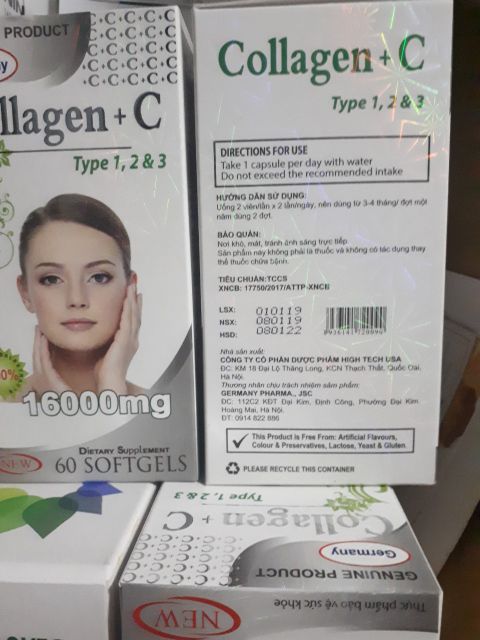 PRODUCT
60 SOFTGELS
C+C+C+C+C
llagen + C
Type 1, 2 & 3
0%
16000mg
DIETARY SUPPLEMENT
NEW
60 SOFTGELS
Collagen + C
Type 1, 2 & 3
DIRECTIONS FOR USE
Take 1 capsule per day with water
Do not exceed the recommended intake
HƯỚNG DẪN SỬ DỤNG:
Uống 2 viên/lần x 2 lần/ngày, nên dùng từ 3-4 tháng/ đợt một
năm dùng 2 đợt.
BẢO QUẢN:
Nơi khô, mát, tránh ánh sáng trực tiếp.
Sản phẩm này không phải là thuốc và không có tác dụng thay
thế thuốc chữa bệnh.
TIÊU CHUẨN:TCCS
XNCB: 17750/2017/ATTP-XNCB
LSX: 010119
NSX: 080119
HSD: 080122
Nhà sản xuất:
CÔNG TY CỔ PHẦN DƯỢC PHẨM HIGH TECH USA
ĐC: KM 18 Đại Lộ Thăng Long, KCN Thạch Thất, Quốc Oai,
Hà Nội.
Thương nhân chịu trách nhiệm sản phẩm:
GERMANY PHARMA., JSC
ĐC: 112C2 KĐT Đại Kim, Định Công, Phường Đại Kim,
Hoàng Mai, Hà Nội.
ĐT: 0914 822 886
This Product is Free From: Artificial Flavours,
Colour & Preservatives, Lactose, Yeast & Gluten
PLEASE RECYCLE THIS CONTAINER
Type 1, 2 & 3
Collagen + C
Germany
GENUINE PRODUCT
Thực phẩm bảo vệ sức khỏe
NEW